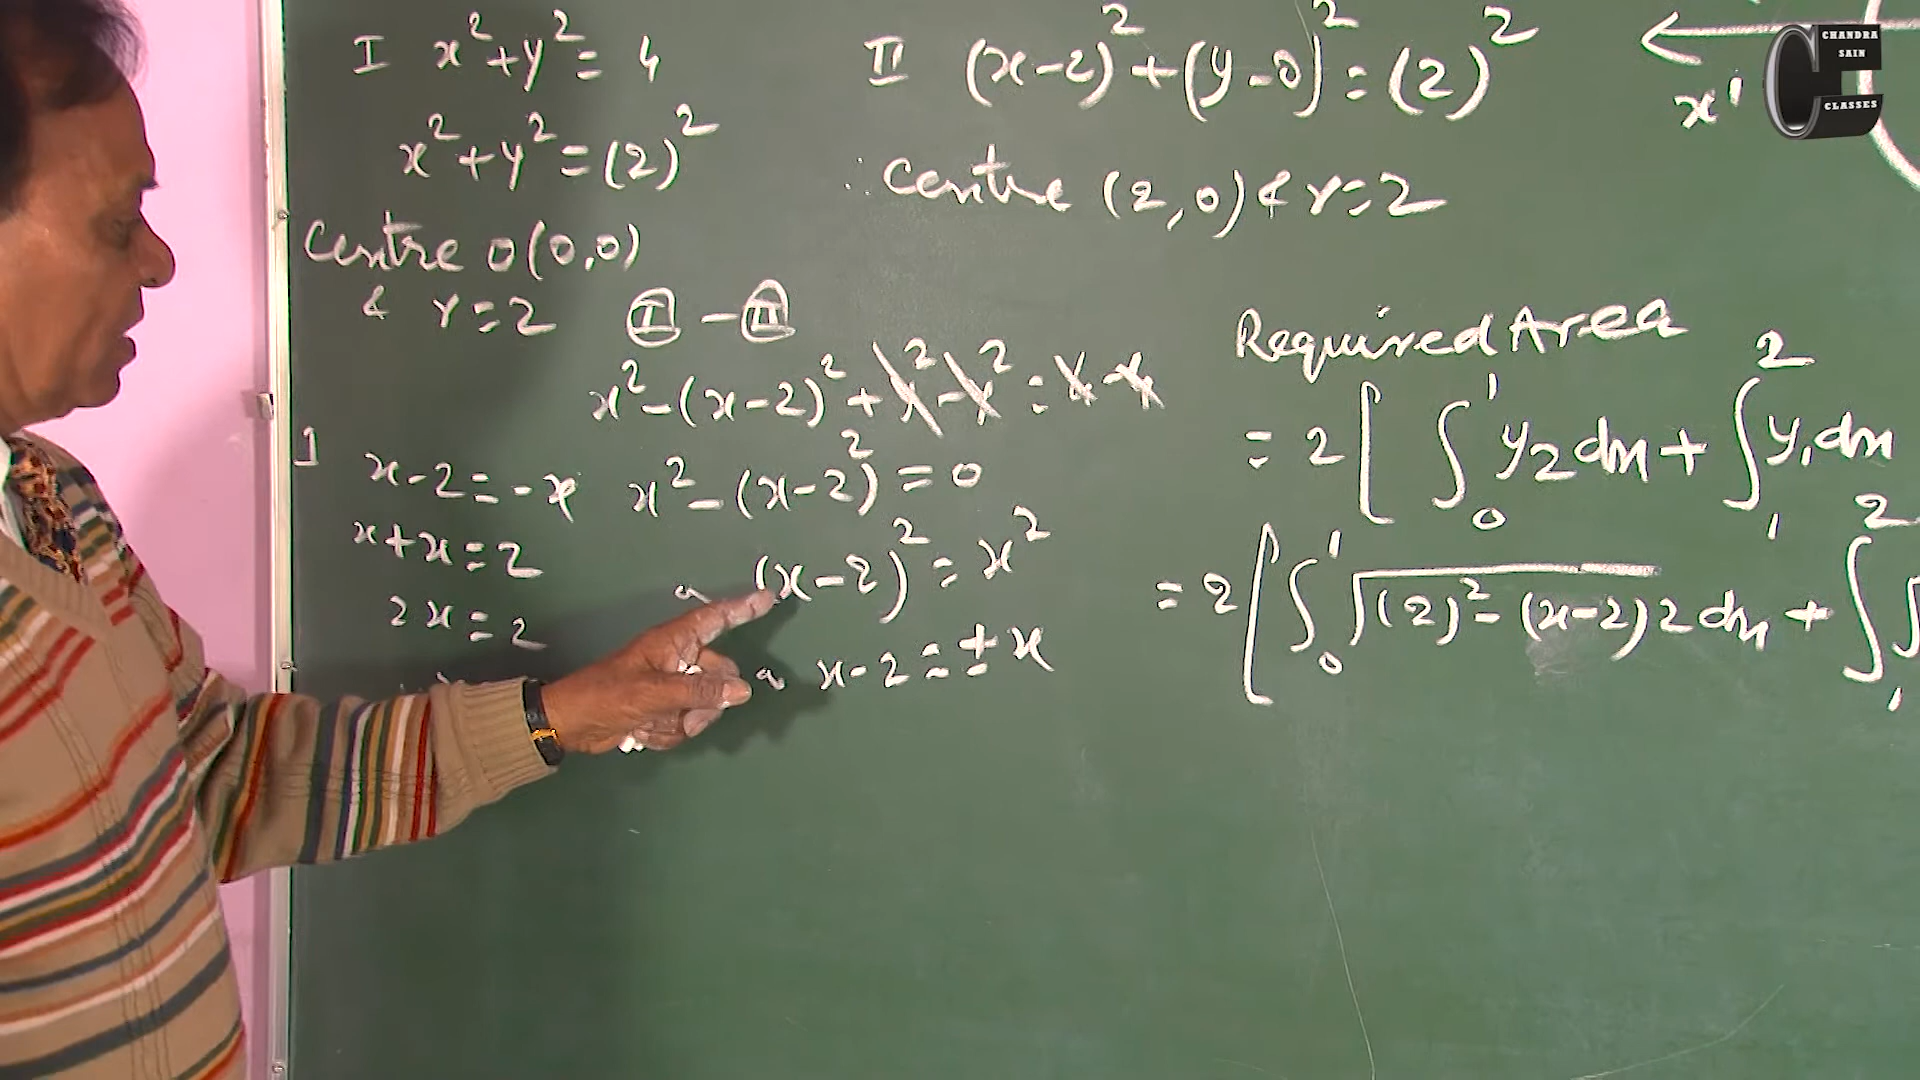 I x²+y² = 4
x²+y² = (2)²
Centre O(0,0)
& r=2
II (x-2)²+(y-0)² = (2)²
∴ Centre (2,0) & r=2
x'
CHANDRA
SAIN
CLASSES
Ⓘ - Ⓘ⃝I
x²-(x-2)²+y²-y² = 4-4
x²-(x-2)² = 0
(x-2)² = x²
x-2 = ±x
x-2 = -x
x+x = 2
2x = 2
Required Area
= 2[∫₀¹ y₂dx + ∫₁² y₁dx
= 2[∫₀¹ √(2)²-(x-2)2 dx + ∫₁² √